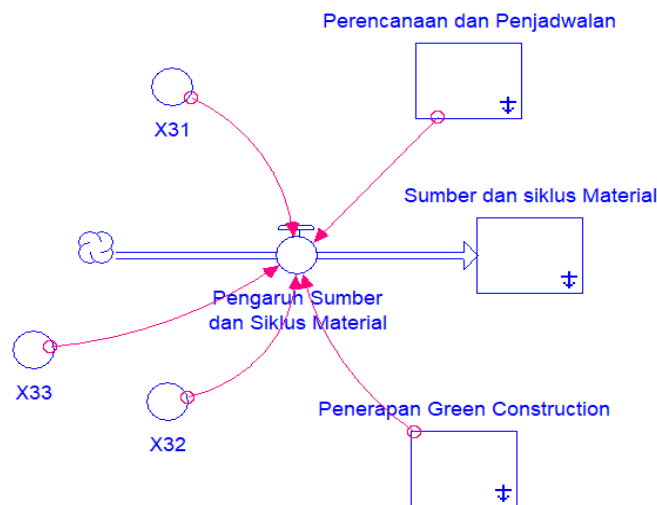 Perencanaan dan Penjadwalan
X31
Sumber dan siklus Material
Pengaruh Sumber
dan Siklus Material
X33
X32
Penerapan Green Construction